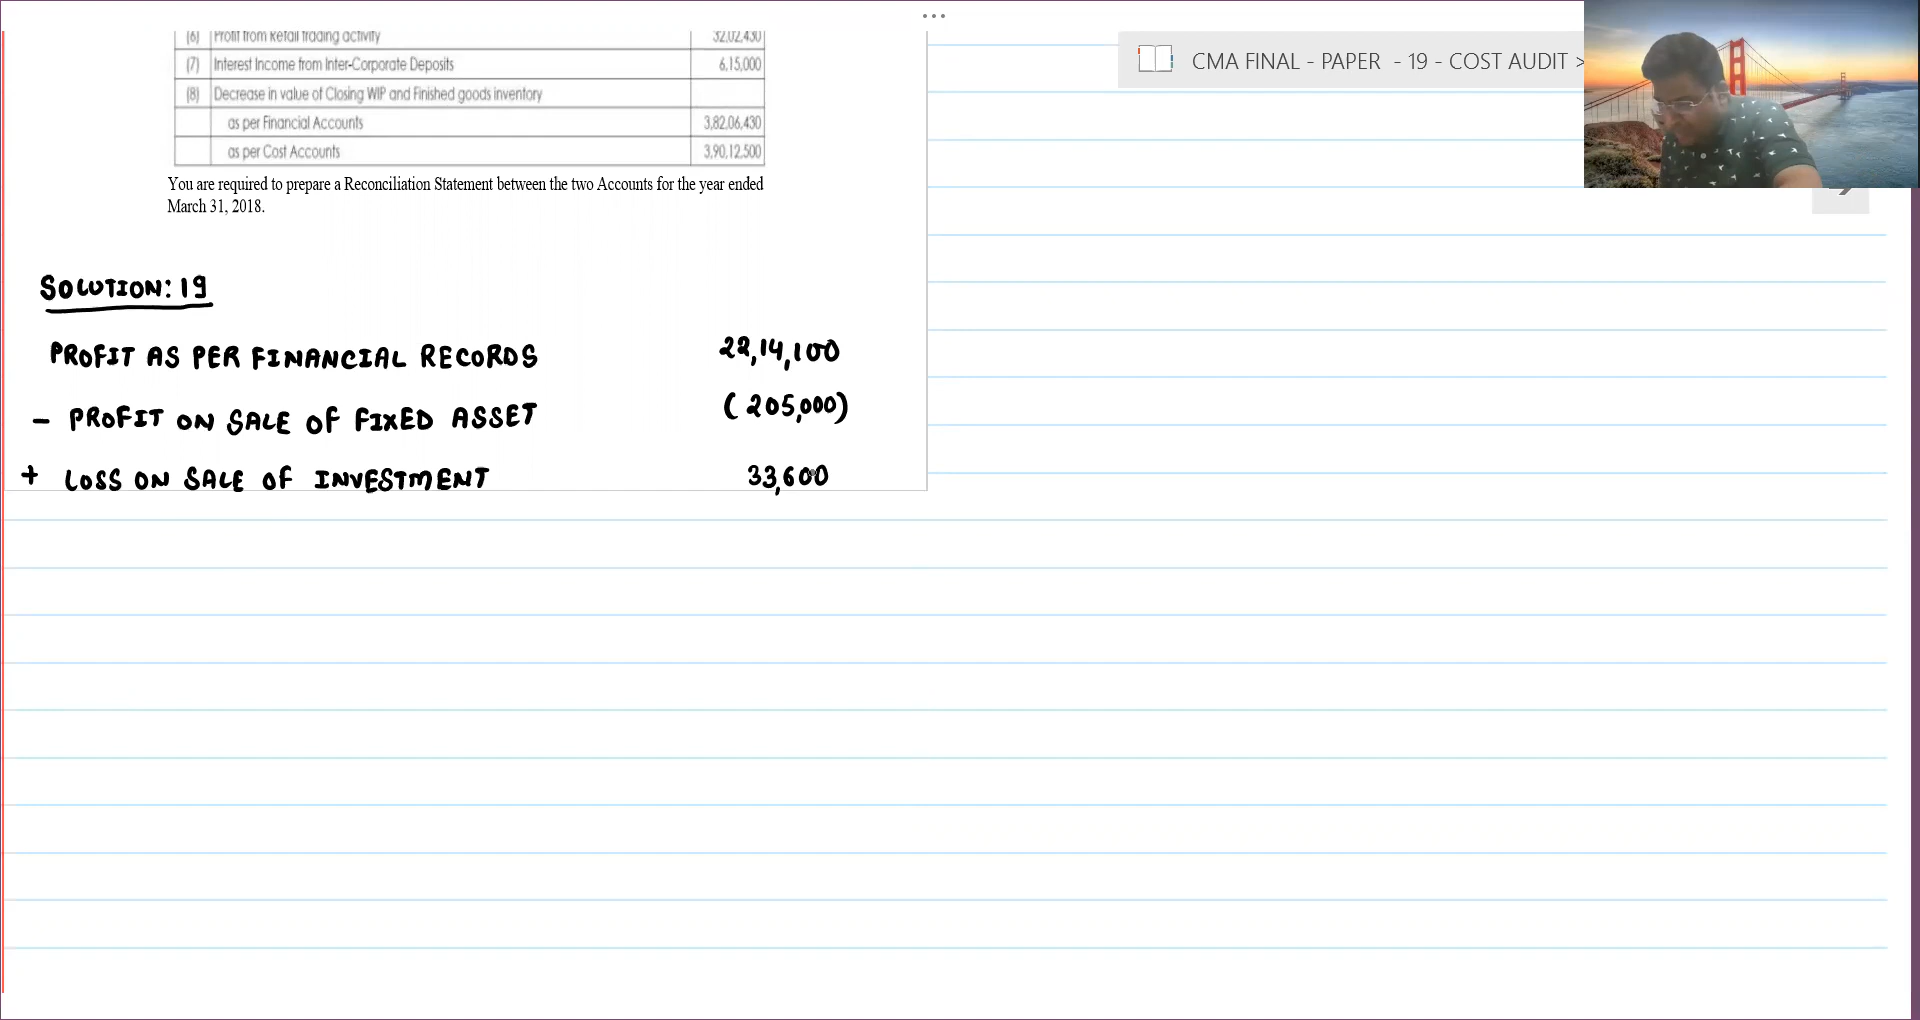 (6) Profit from Retail trading activity 32,02,430
(7) Interest Income from Inter-Corporate Deposits 6,15,000
(8) Decrease in value of Closing WIP and Finished goods inventory
as per Financial Accounts 3,82,06,430
as per Cost Accounts 3,90,12,500
You are required to prepare a Reconciliation Statement between the two Accounts for the year ended
March 31, 2018.
CMA FINAL - PAPER - 19 - COST AUDIT >
SOLUTION: 19
PROFIT AS PER FINANCIAL RECORDS 22,14,100
- PROFIT ON SALE OF FIXED ASSET (205,000)
+ LOSS ON SALE OF INVESTMENT 33,600